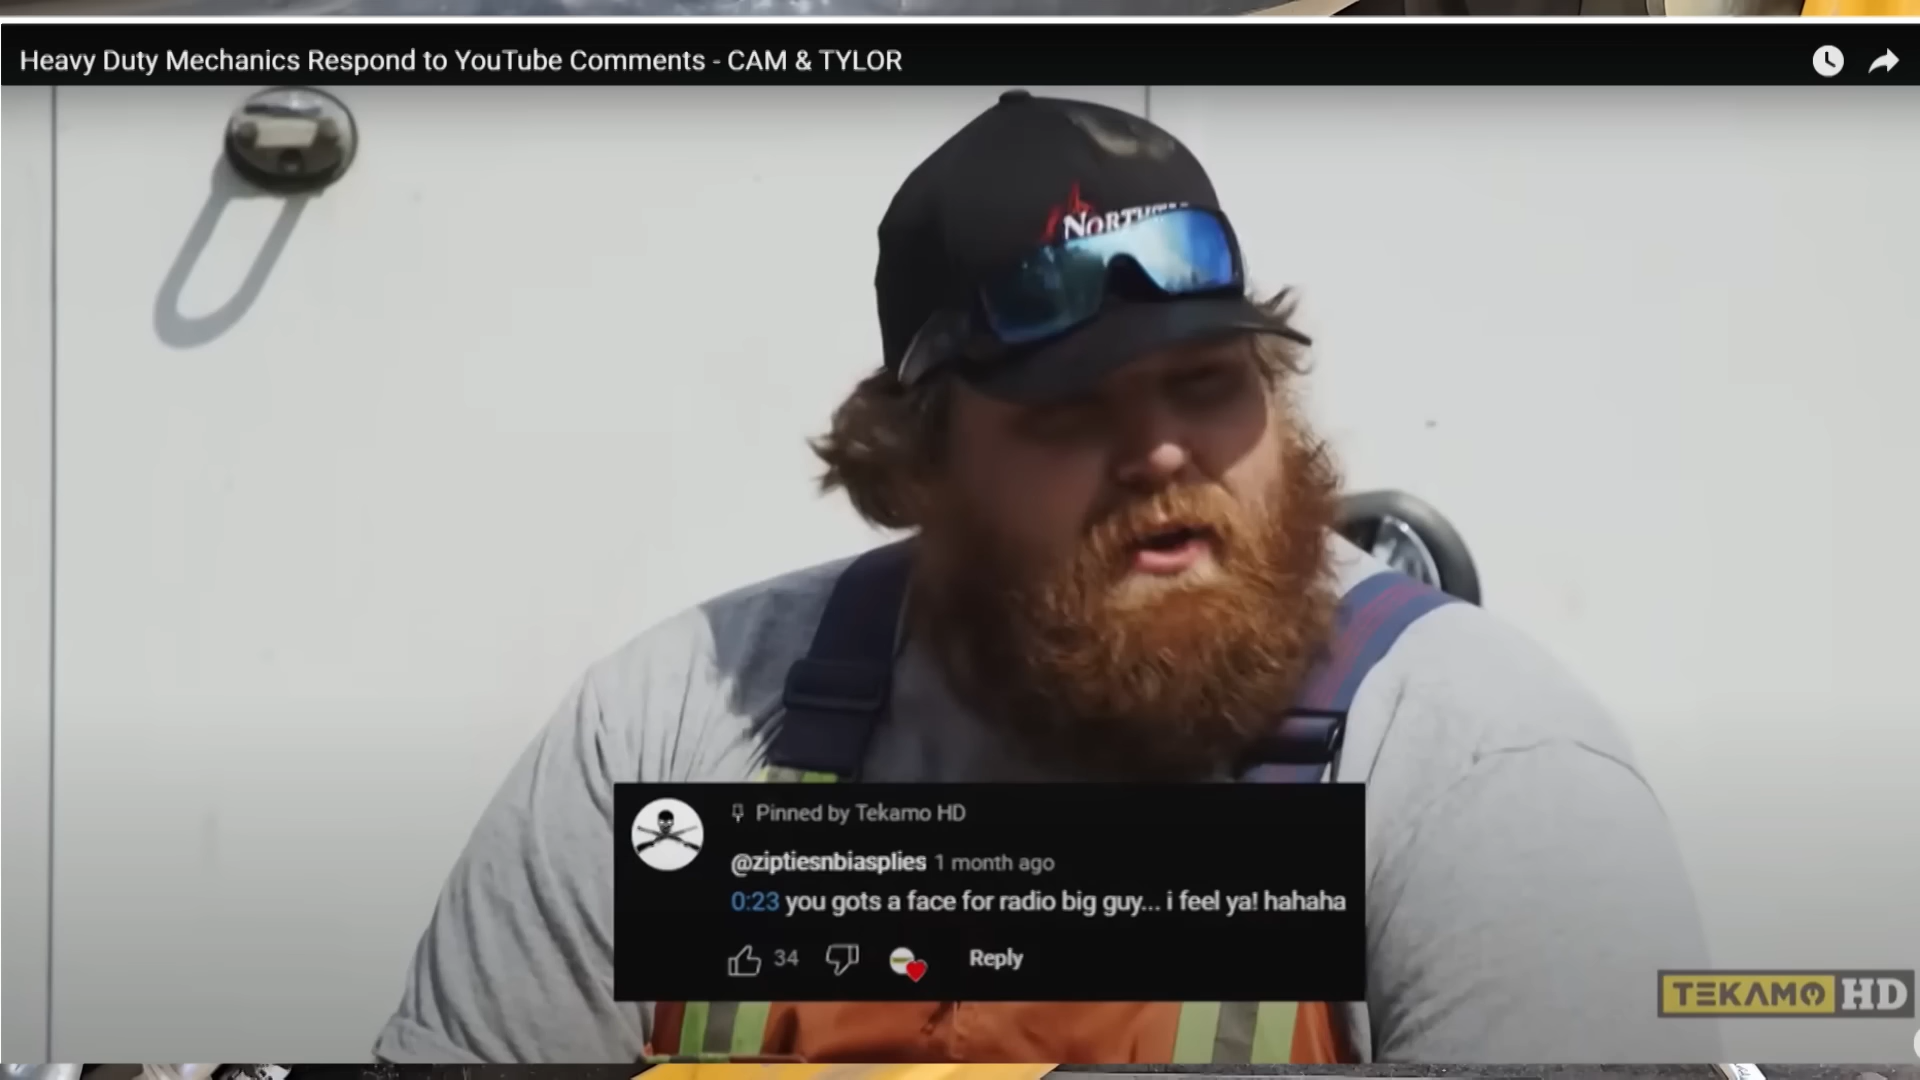 Heavy Duty Mechanics Respond to YouTube Comments - CAM & TYLOR
Pinned by Tekamo HD
@ziptiesnbiasplies 1 month ago
0:23 you gots a face for radio big guy... i feel ya! hahaha
34 Reply
TEKAMO HD